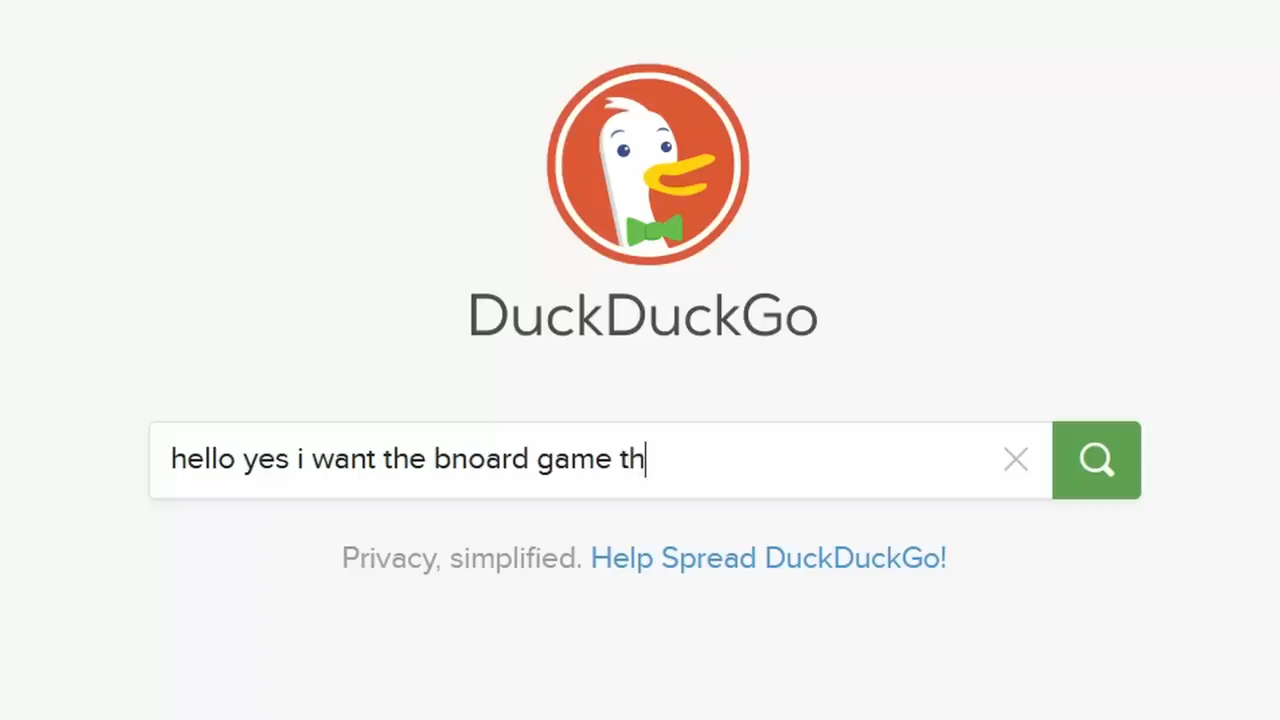 DuckDuckGo
hello yes i want the bnoard game th
Privacy, simplified. Help Spread DuckDuckGo!